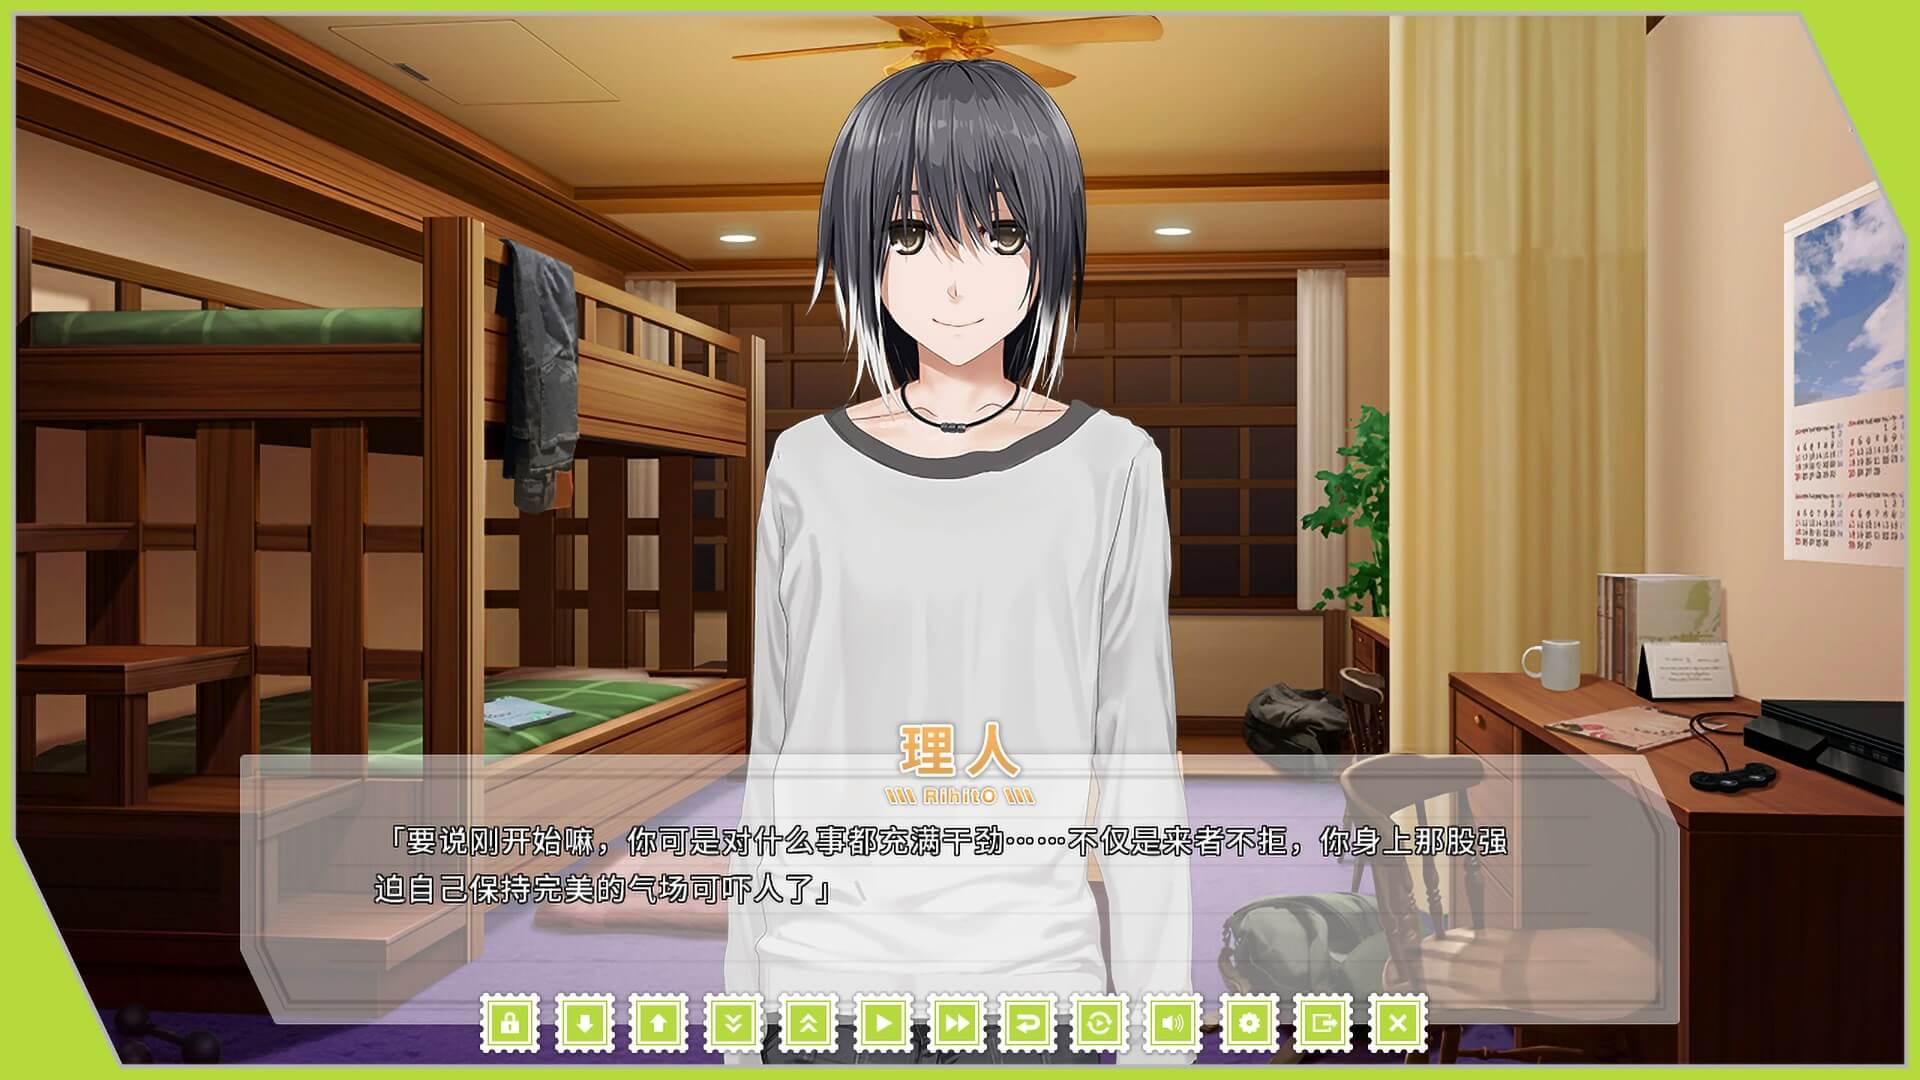 理人
RihitO
「要说刚开始嘛，你可是对什么事都充满干劲……不仅是来者不拒，你身上那股强
迫自己保持完美的气场可吓人了」